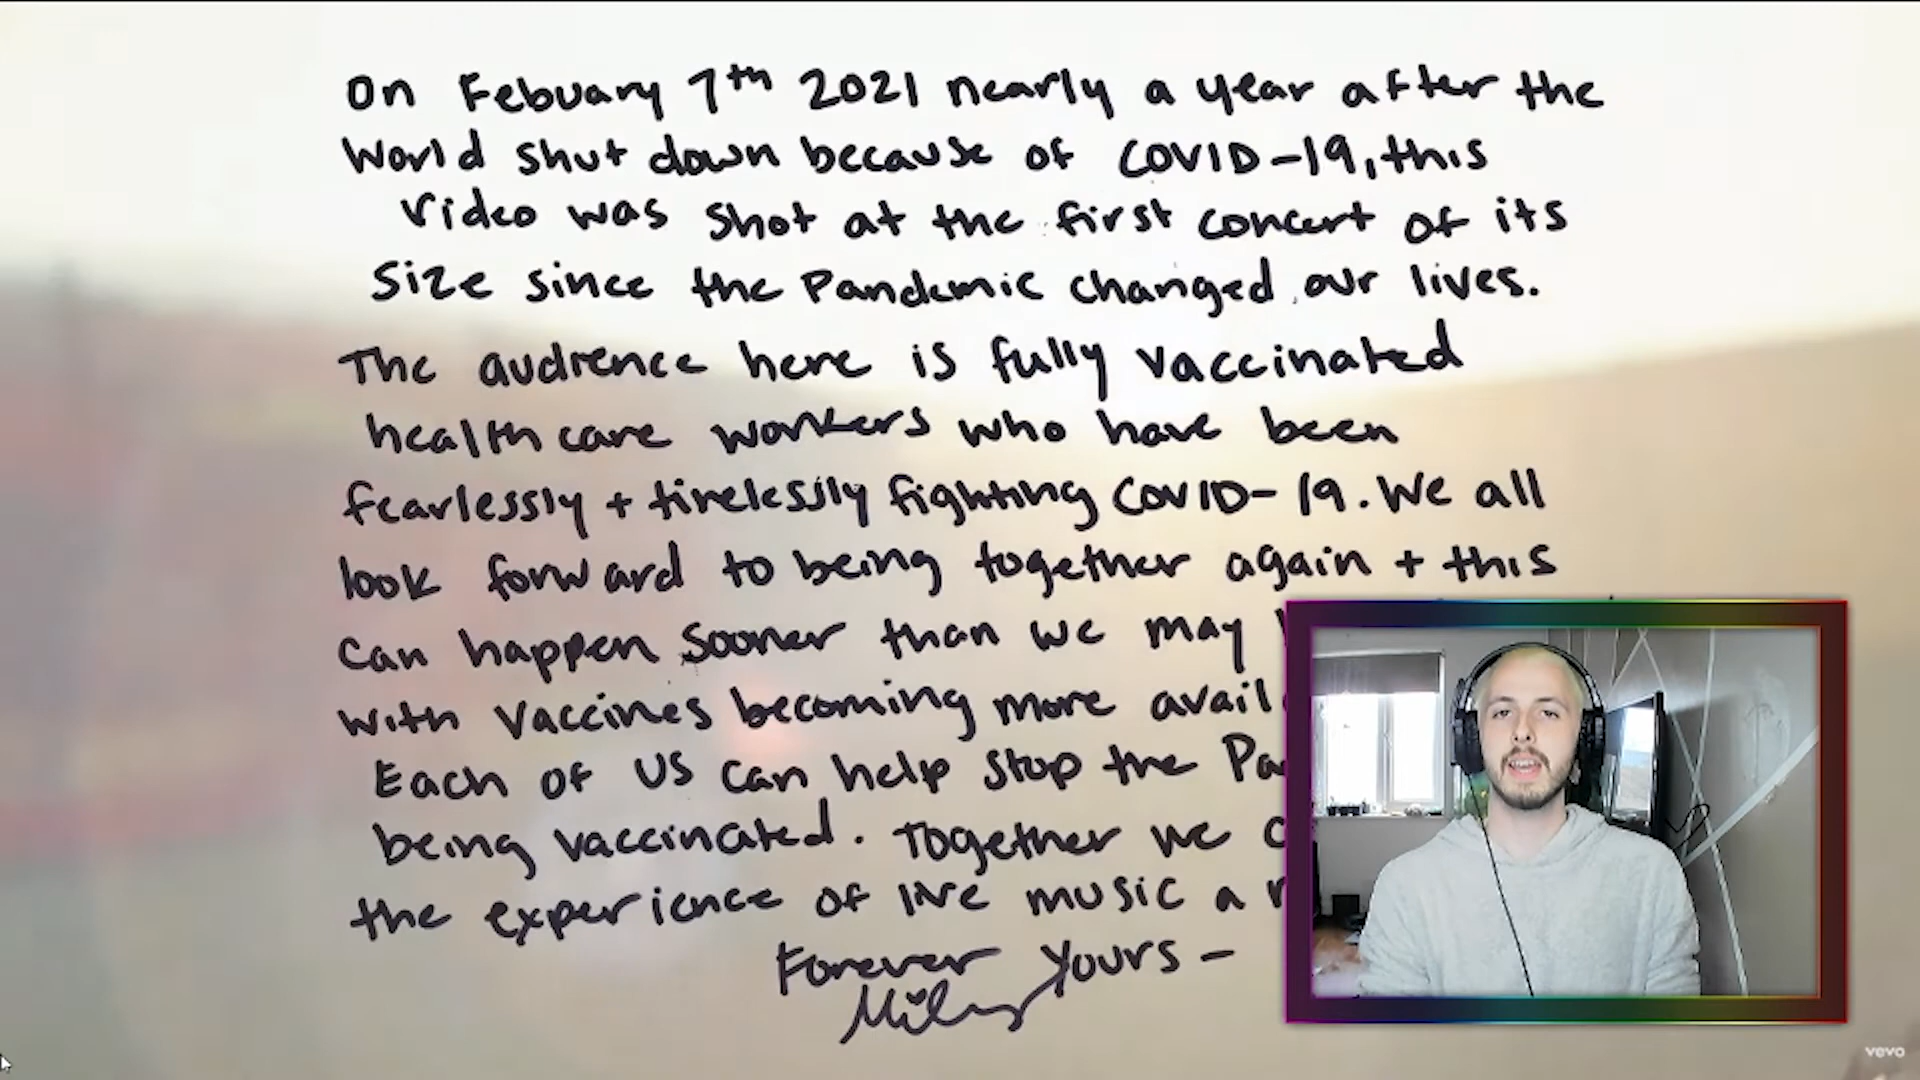 On Febuary 7th 2021 nearly a year after the
World shut down because of COVID-19, this
video was shot at the first concert of its
size since the Pandemic changed our lives.
The audience here is fully vaccinated
healthcare workers who have been
fearlessly + tirelessily fighting COVID-19. We all
look forward to being together again + this
can happen sooner than we may
with vaccines becoming more avail
Each of us can help stop the Pa
being vaccinated. Together we c
the experience of live music a r
Forever yours -
Miley
vevo